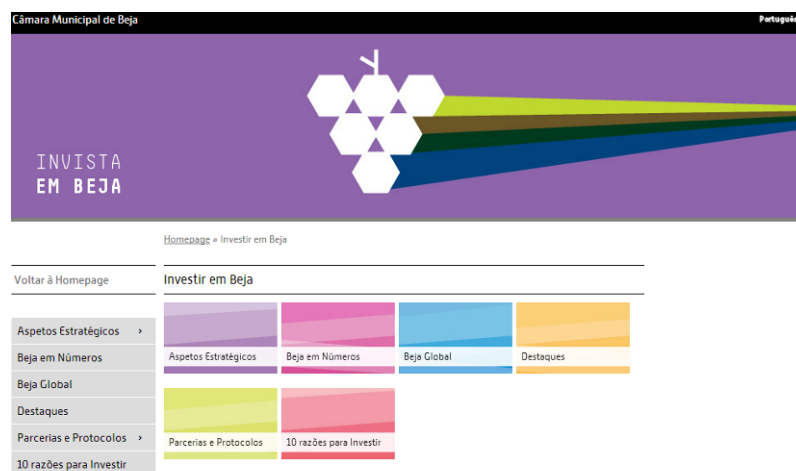 Câmara Municipal de Beja
Português
INVISTA
EM BEJA
Homepage » Investir em Beja
Voltar à Homepage
Investir em Beja
Aspetos Estratégicos ›
Beja em Números
Beja Global
Destaques
Parcerias e Protocolos ›
10 razões para Investir
Aspetos Estratégicos
Beja em Números
Beja Global
Destaques
Parcerias e Protocolos
10 razões para Investir